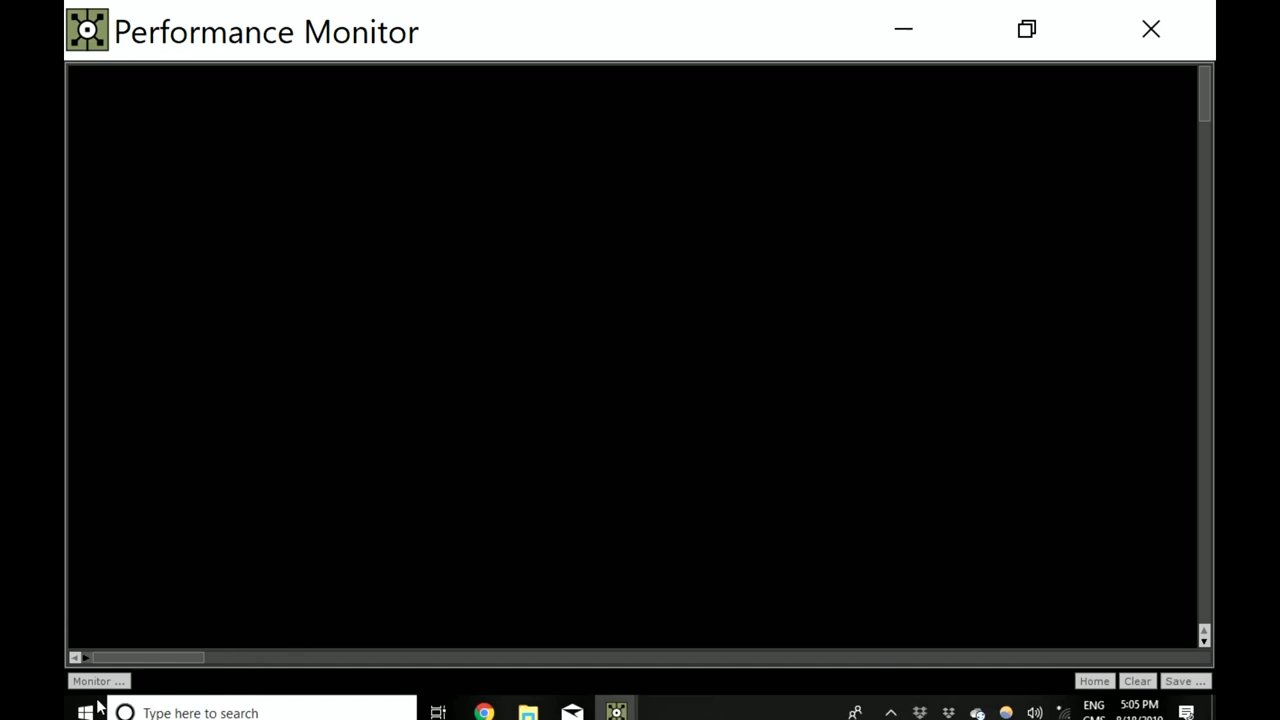 Performance Monitor
Monitor ...
Home
Clear
Save ...
Type here to search
ENG
5:05 PM